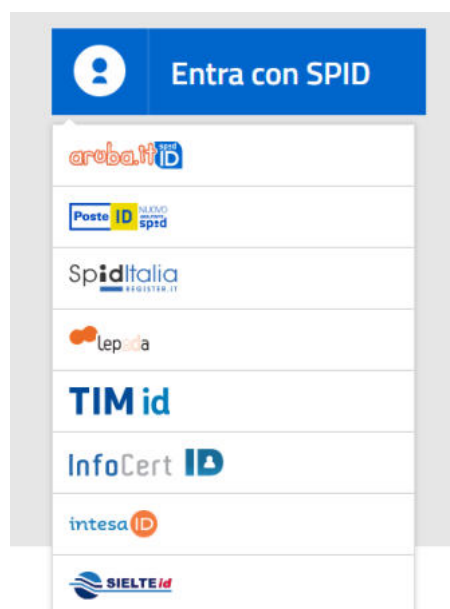 Entra con SPID
aruba.it spid ID
Poste ID NUOVO spid
SpidItalia
REGISTER.IT
lepida
TIM id
InfoCert ID
intesa ID
SIELTE id